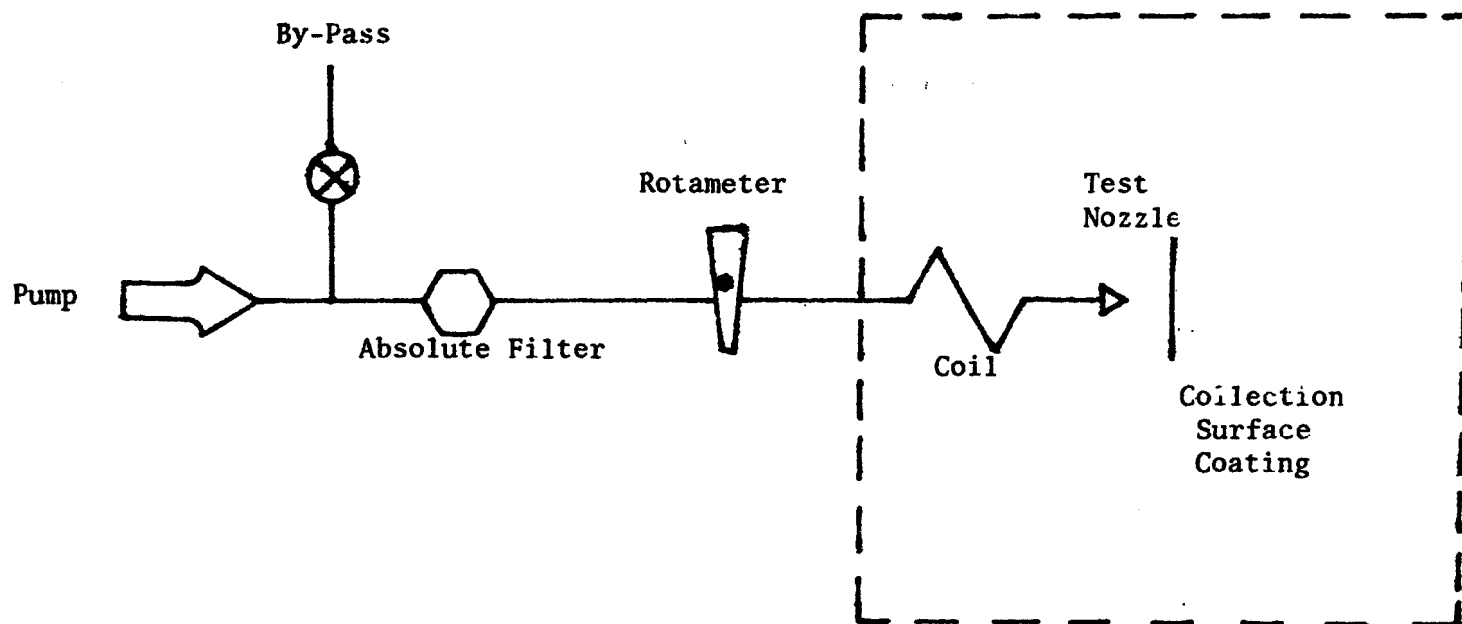 By-Pass
Rotameter
Test
Nozzle
Pump
Absolute Filter
Coil
Collection
Surface
Coating